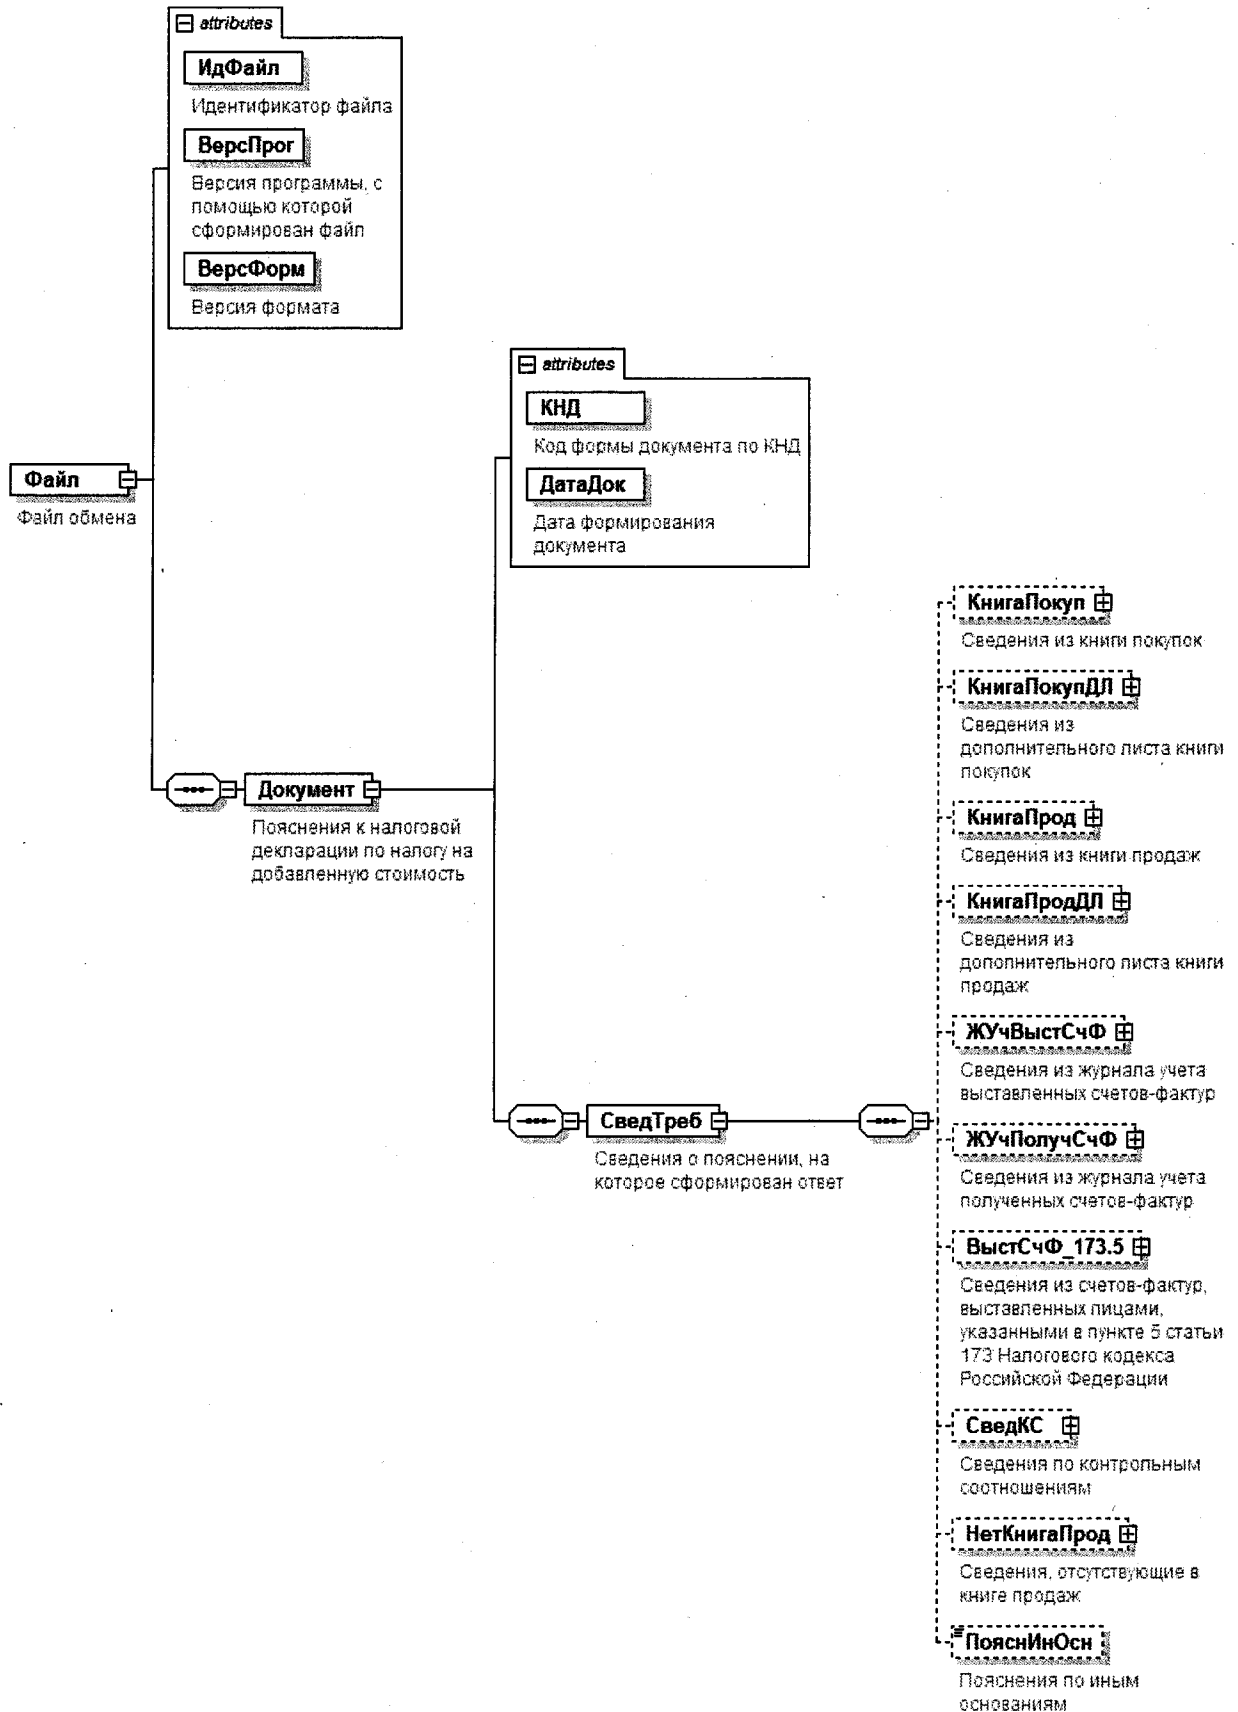 attributes
ИдФайл
Идентификатор файла
ВерсПрог
Версия программы, с
помощью которой
сформирован файл
ВерсФорм
Версия формата
attributes
КНД
Код формы документа по КНД
ДатаДок
Дата формирования
документа
Файл
Файл обмена
Документ
Пояснения к налоговой
декларации по налогу на
добавленную стоимость
СведТреб
Сведения о пояснении, на
которое сформирован ответ
КнигаПокуп
Сведения из книги покупок
КнигаПокупДЛ
Сведения из
дополнительного листа книги
покупок
КнигаПрод
Сведения из книги продаж
КнигаПродДЛ
Сведения из
дополнительного листа книги
продаж
ЖУчВыстСчФ
Сведения из журнала учета
выставленных счетов-фактур
ЖУчПолучСчФ
Сведения из журнала учета
полученных счетов-фактур
ВыстСчФ_173.5
Сведения из счетов-фактур,
выставленных лицами,
указанными в пункте 5 статьи
173 Налогового кодекса
Российской Федерации
СведКС
Сведения по контрольным
соотношениям
НетКнигаПрод
Сведения, отсутствующие в
книге продаж
ПояснИнОсн
Пояснения по иным
основаниям